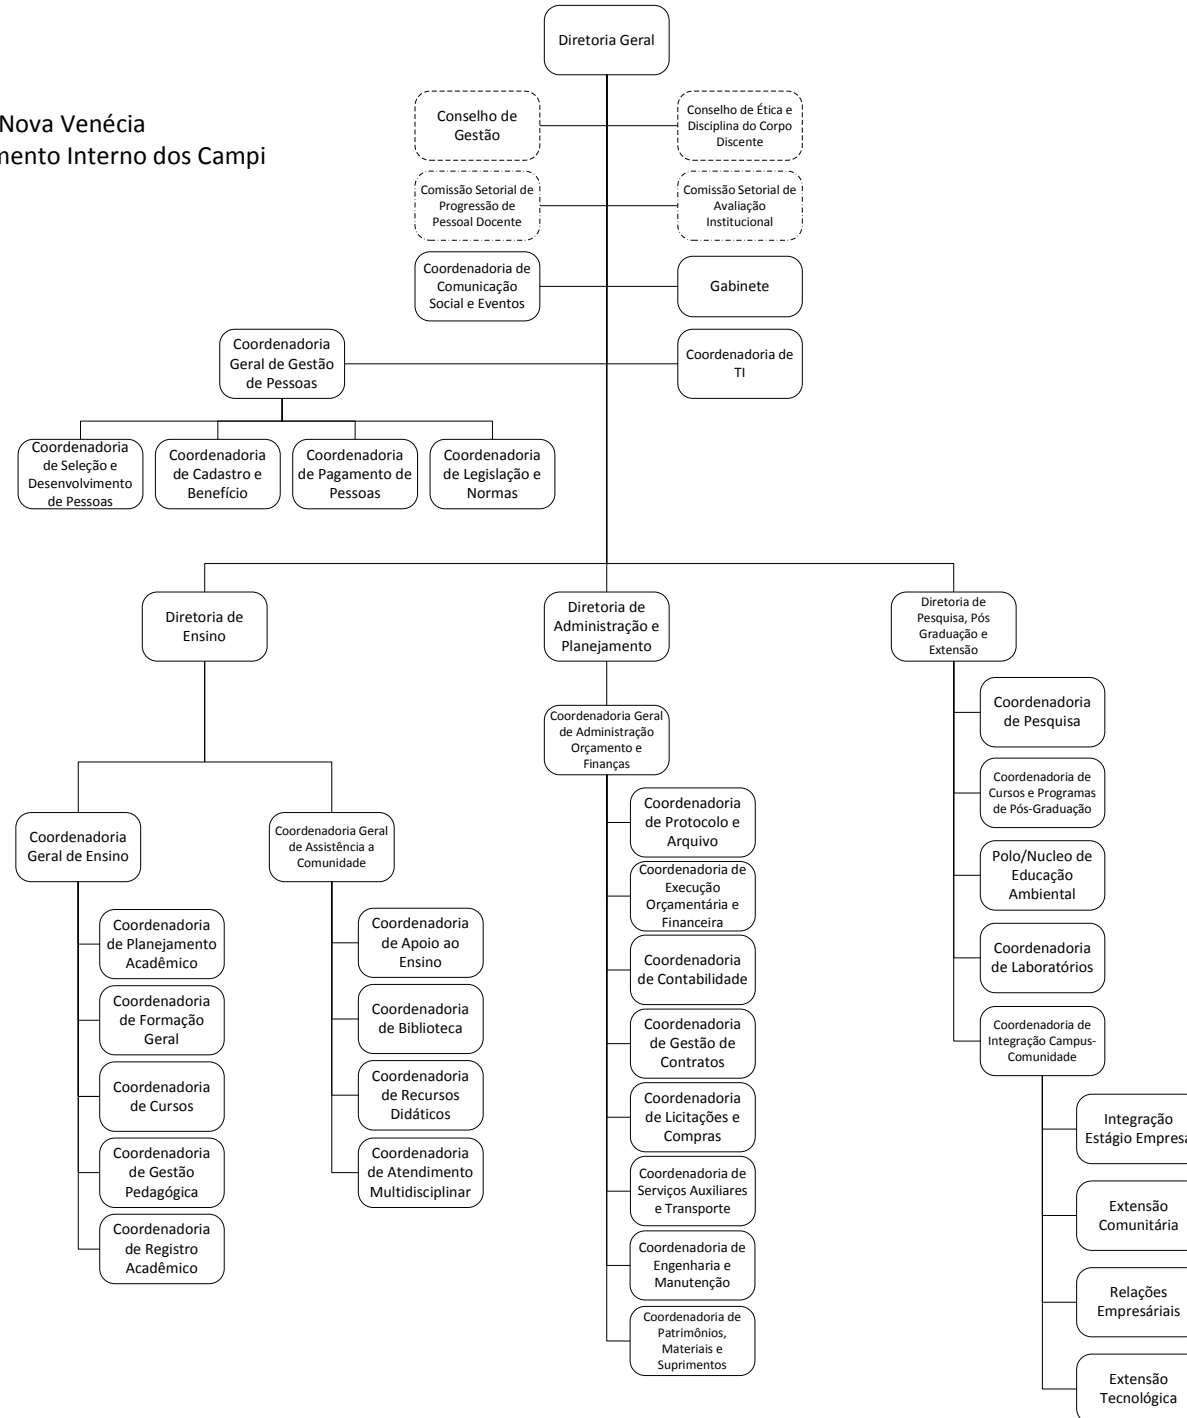 Diretoria Geral
Nova Venécia
mento Interno dos Campi
Conselho de
Gestão
Conselho de Ética e
Disciplina do Corpo
Discente
Comissão Setorial de
Progressão de
Pessoal Docente
Comissão Setorial de
Avaliação
Institucional
Coordenadoria de
Comunicação
Social e Eventos
Gabinete
Coordenadoria
Geral de Gestão
de Pessoas
Coordenadoria de
TI
Coordenadoria
de Seleção e
Desenvolvimento
de Pessoas
Coordenadoria
de Cadastro e
Benefício
Coordenadoria
de Pagamento de
Pessoas
Coordenadoria
de Legislação e
Normas
Diretoria de
Ensino
Diretoria de
Administração e
Planejamento
Diretoria de
Pesquisa, Pós
Graduação e
Extensão
Coordenadoria Geral
de Administração
Orçamento e
Finanças
Coordenadoria
Geral de Ensino
Coordenadoria Geral
de Assistência a
Comunidade
Coordenadoria
de Planejamento
Acadêmico
Coordenadoria
de Formação
Geral
Coordenadoria
de Cursos
Coordenadoria
de Gestão
Pedagógica
Coordenadoria
de Registro
Acadêmico
Coordenadoria
de Apoio ao
Ensino
Coordenadoria
de Biblioteca
Coordenadoria
de Recursos
Didáticos
Coordenadoria
de Atendimento
Multidisciplinar
Coordenadoria
de Protocolo e
Arquivo
Coordenadoria de
Execução
Orçamentária e
Financeira
Coordenadoria
de Contabilidade
Coordenadoria
de Gestão de
Contratos
Coordenadoria
de Licitações e
Compras
Coordenadoria de
Serviços Auxiliares
e Transporte
Coordenadoria de
Engenharia e
Manutenção
Coordenadoria de
Patrimônios,
Materiais e
Suprimentos
Coordenadoria
de Pesquisa
Coordenadoria de
Cursos e Programas
de Pós-Graduação
Polo/Nucleo de
Educação
Ambiental
Coordenadoria
de Laboratórios
Coordenadoria de
Integração Campus-
Comunidade
Integração
Estágio Empresa
Extensão
Comunitária
Relações
Empresáriais
Extensão
Tecnológica